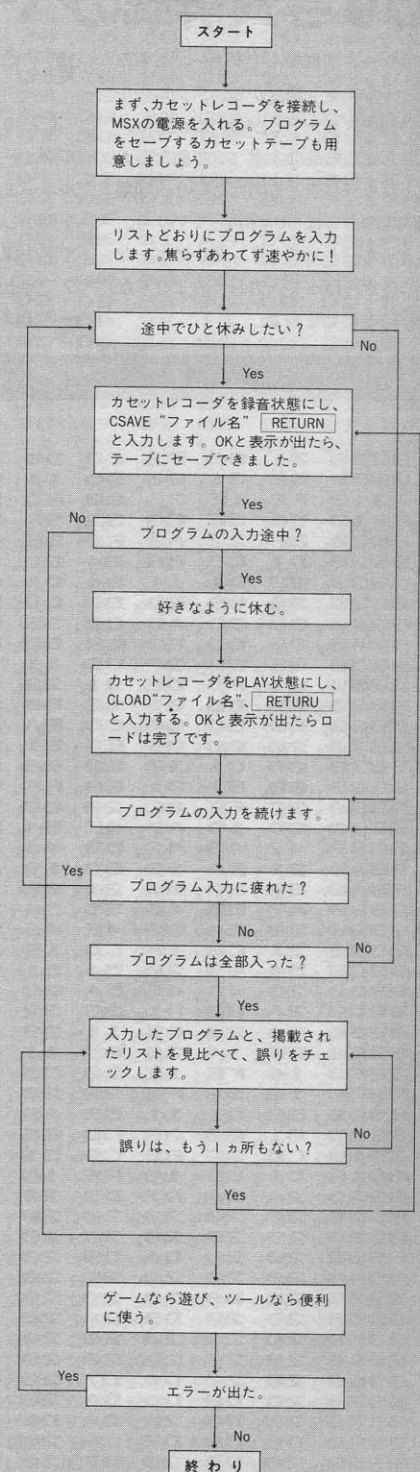 スタート
まず、カセットレコーダを接続し、
MSXの電源を入れる。プログラム
をセーブするカセットテープも用
意しましょう。
リストどおりにプログラムを入力
します。焦らずあわてず速やかに！
途中でひと休みしたい？
No
Yes
カセットレコーダを録音状態にし、
CSAVE “ファイル名” RETURN
と入力します。OKと表示が出たら、
テープにセーブできました。
Yes
No
プログラムの入力途中？
Yes
好きなように休む。
カセットレコーダをPLAY状態にし、
CLOAD“ファイル名”、RETURU
と入力する。OKと表示が出たらロ
ードは完了です。
プログラムの入力を続けます。
Yes
プログラム入力に疲れた？
No
プログラムは全部入った？
No
Yes
入力したプログラムと、掲載され
たリストを見比べて、誤りをチェ
ックします。
誤りは、もう1ヵ所もない？
No
Yes
ゲームなら遊び、ツールなら便利
に使う。
Yes
エラーが出た。
No
終わり